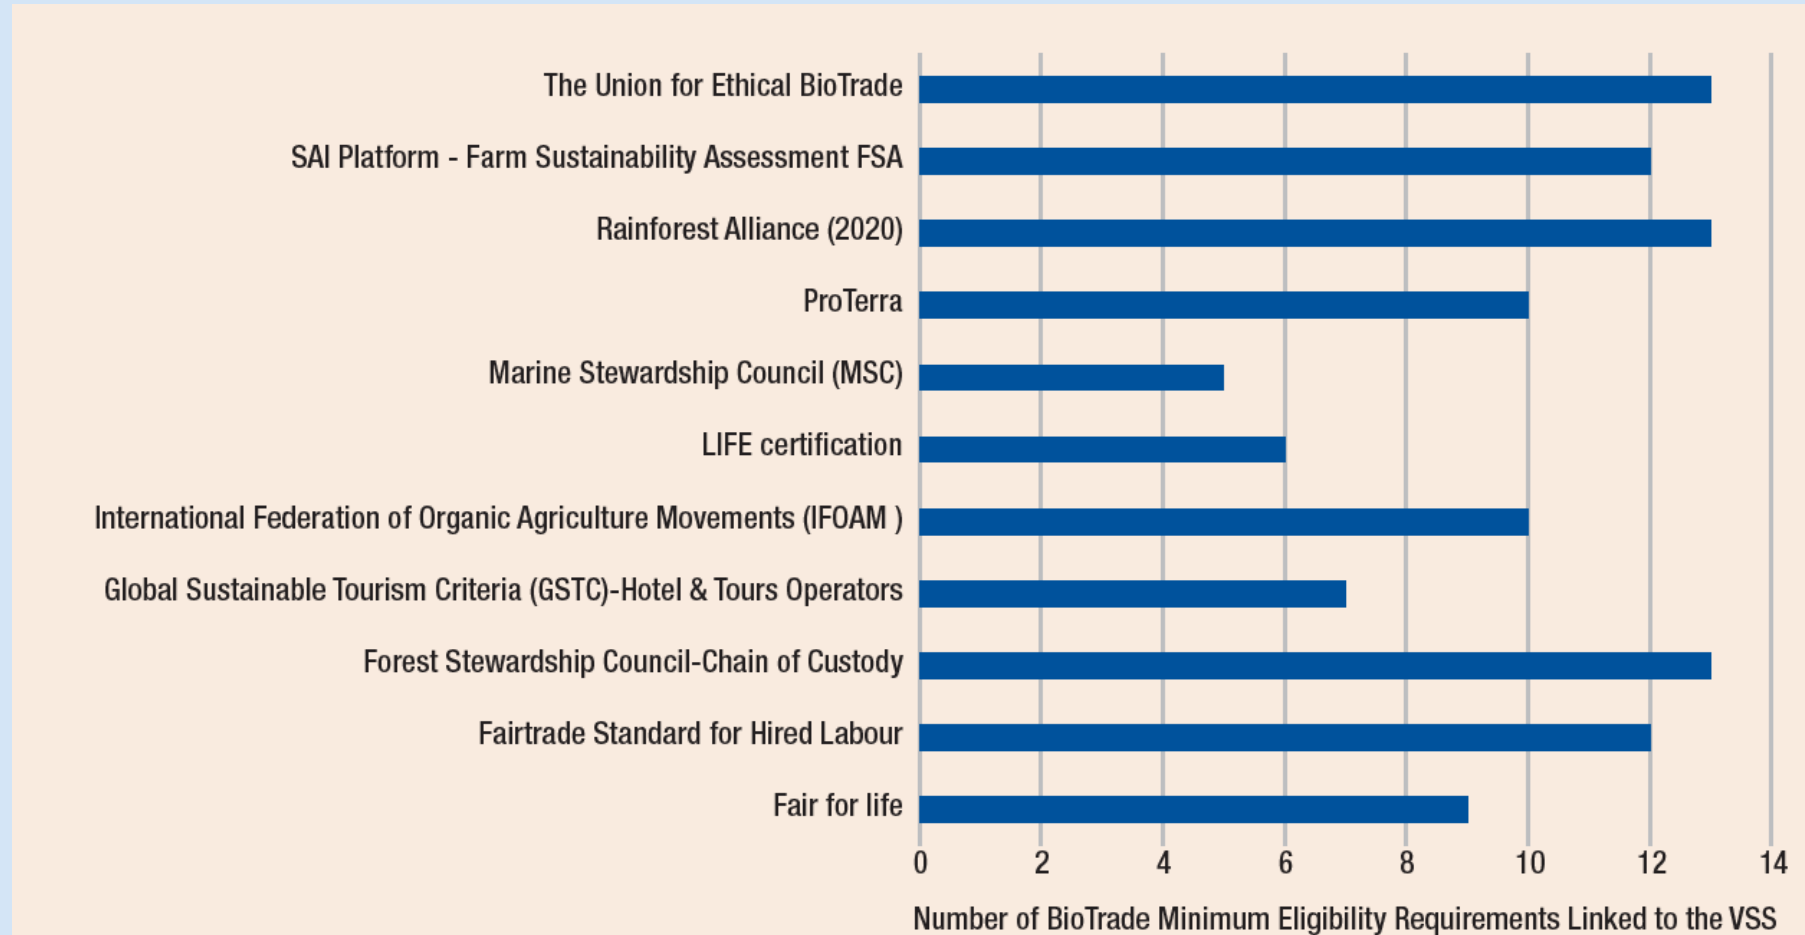 The Union for Ethical BioTrade
SAI Platform - Farm Sustainability Assessment FSA
Rainforest Alliance (2020)
ProTerra
Marine Stewardship Council (MSC)
LIFE certification
International Federation of Organic Agriculture Movements (IFOAM )
Global Sustainable Tourism Criteria (GSTC)-Hotel & Tours Operators
Forest Stewardship Council-Chain of Custody
Fairtrade Standard for Hired Labour
Fair for life
0 2 4 6 8 10 12 14
Number of BioTrade Minimum Eligibility Requirements Linked to the VSS